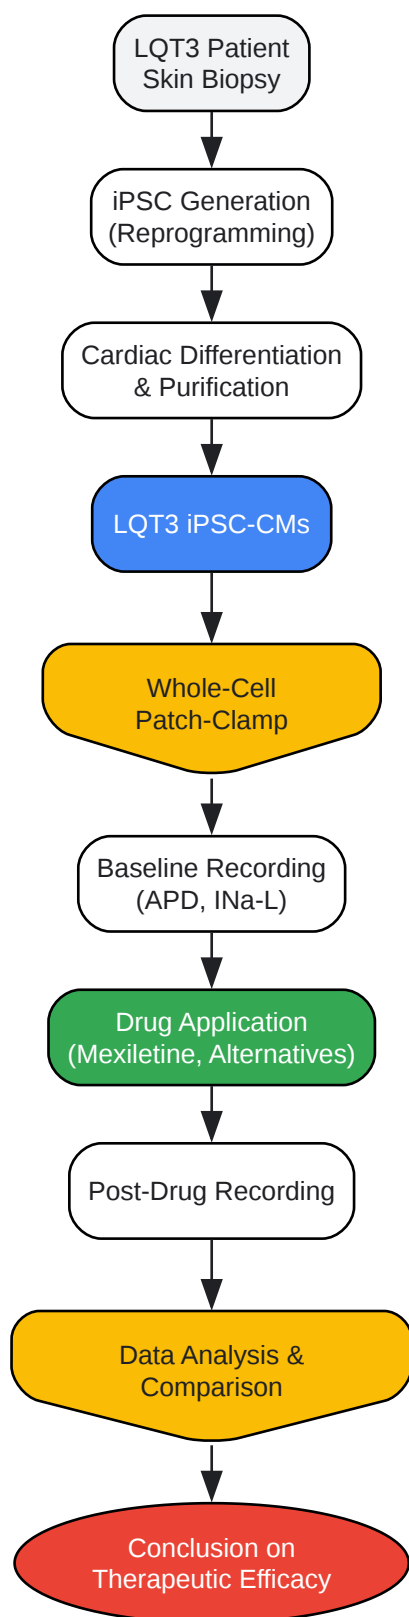 LQT3 Patient
Skin Biopsy
iPSC Generation
(Reprogramming)
Cardiac Differentiation
& Purification
LQT3 iPSC-CMs
Whole-Cell
Patch-Clamp
Baseline Recording
(APD, INa-L)
Drug Application
(Mexiletine, Alternatives)
Post-Drug Recording
Data Analysis &
Comparison
Conclusion on
Therapeutic Efficacy